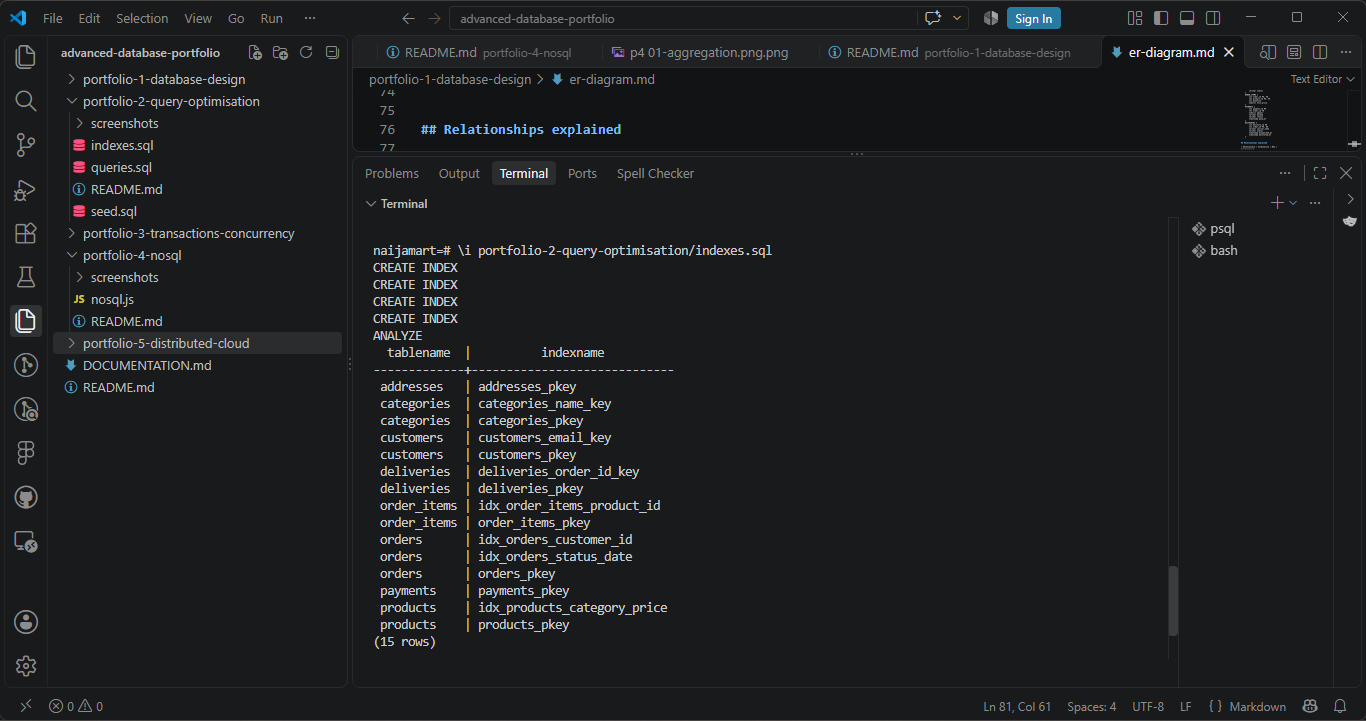 File Edit Selection View Go Run ··· advanced-database-portfolio Sign In
advanced-database-portfolio
README.md portfolio-4-nosql p4 01-aggregation.png.png README.md portfolio-1-database-design er-diagram.md
portfolio-1-database-design > er-diagram.md Text Editor
portfolio-1-database-design
portfolio-2-query-optimisation
screenshots
indexes.sql
queries.sql
README.md
seed.sql
portfolio-3-transactions-concurrency
portfolio-4-nosql
screenshots
JS nosql.js
README.md
portfolio-5-distributed-cloud
DOCUMENTATION.md
README.md
74
75
76 ## Relationships explained
77
Problems Output Terminal Ports Spell Checker
Terminal
psql
bash
naijamart=# \i portfolio-2-query-optimisation/indexes.sql
CREATE INDEX
CREATE INDEX
CREATE INDEX
CREATE INDEX
ANALYZE
tablename | indexname
-------------+-----------------------------
addresses | addresses_pkey
categories | categories_name_key
categories | categories_pkey
customers | customers_email_key
customers | customers_pkey
deliveries | deliveries_order_id_key
deliveries | deliveries_pkey
order_items | idx_order_items_product_id
order_items | order_items_pkey
orders | idx_orders_customer_id
orders | idx_orders_status_date
orders | orders_pkey
payments | payments_pkey
products | idx_products_category_price
products | products_pkey
(15 rows)
0 0 Ln 81, Col 61 Spaces: 4 UTF-8 LF { } Markdown